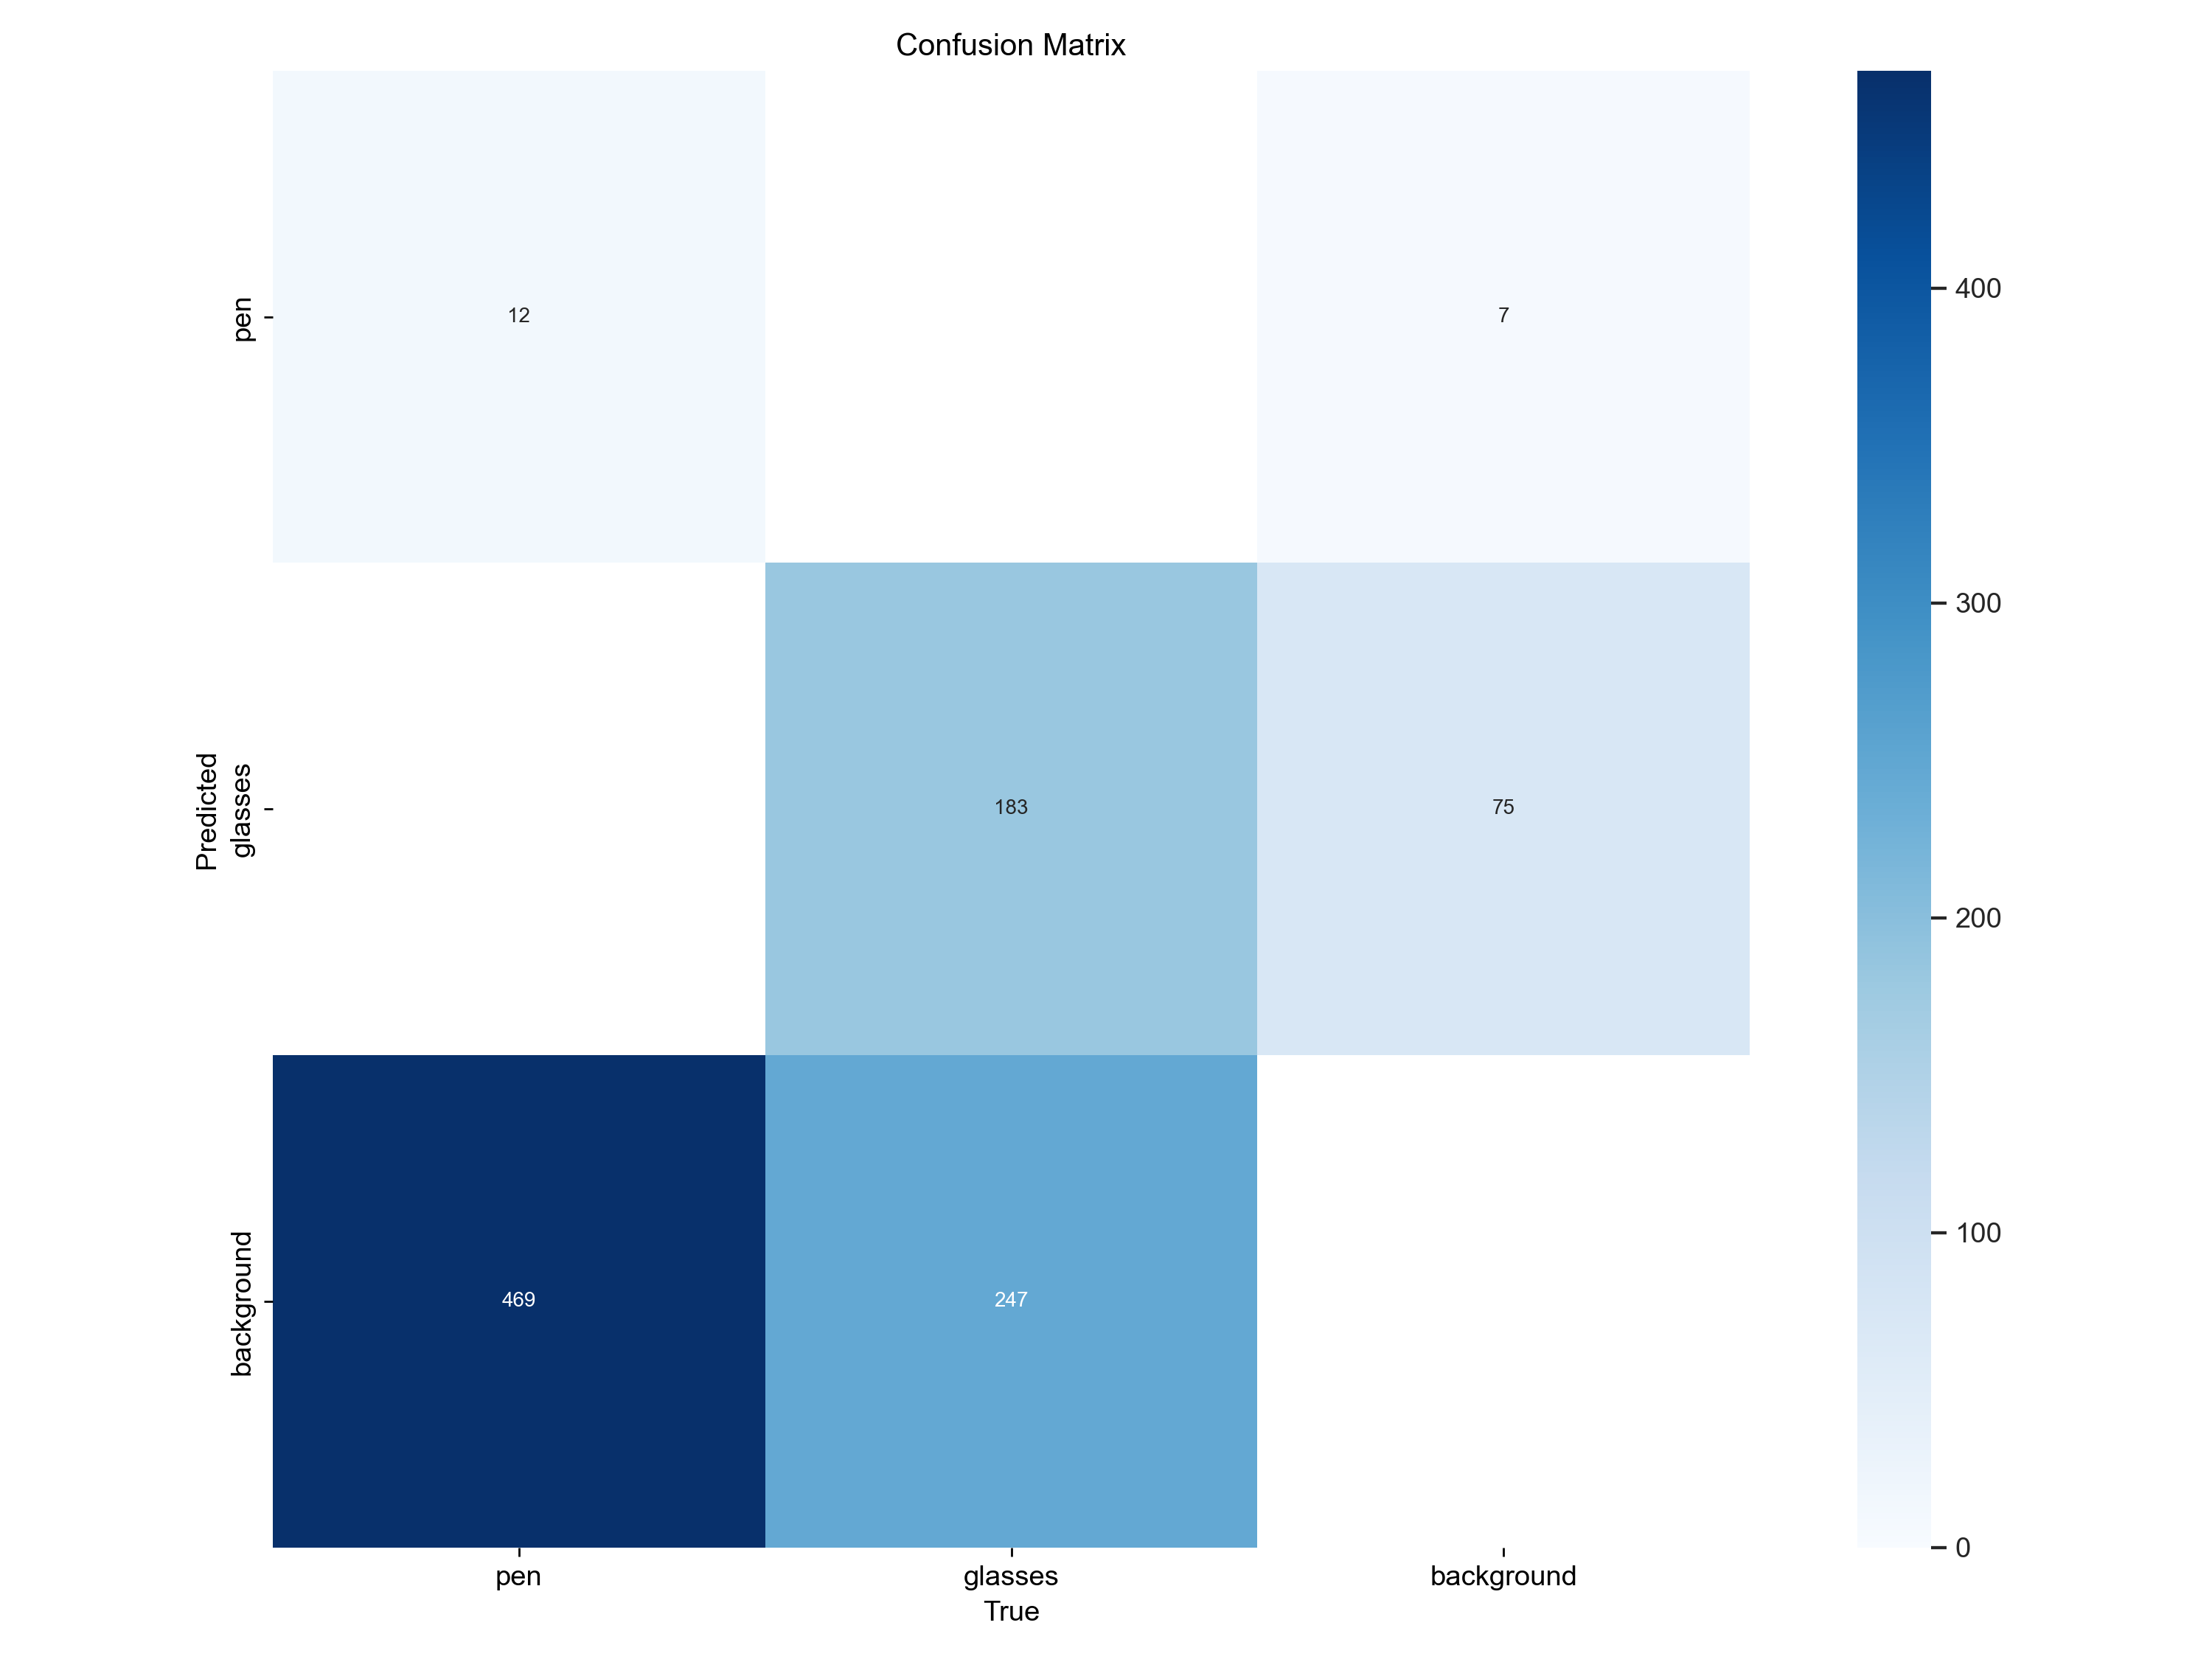 Confusion Matrix
pen
12
7
400
300
Predicted
glasses
183
75
200
100
background
469
247
0
pen
glasses
background
True